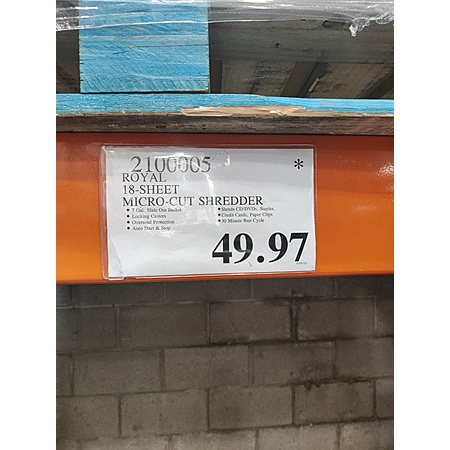 2100005 *
ROYAL
18-SHEET
MICRO-CUT SHREDDER
• 7 Gal. Slide Out Basket • Shreds CD/DVDs, Staples,
• Locking Casters • Credit Cards, Paper Clips
• Overload Protection • 30 Minute Run Cycle
• Auto Start & Stop
49.97